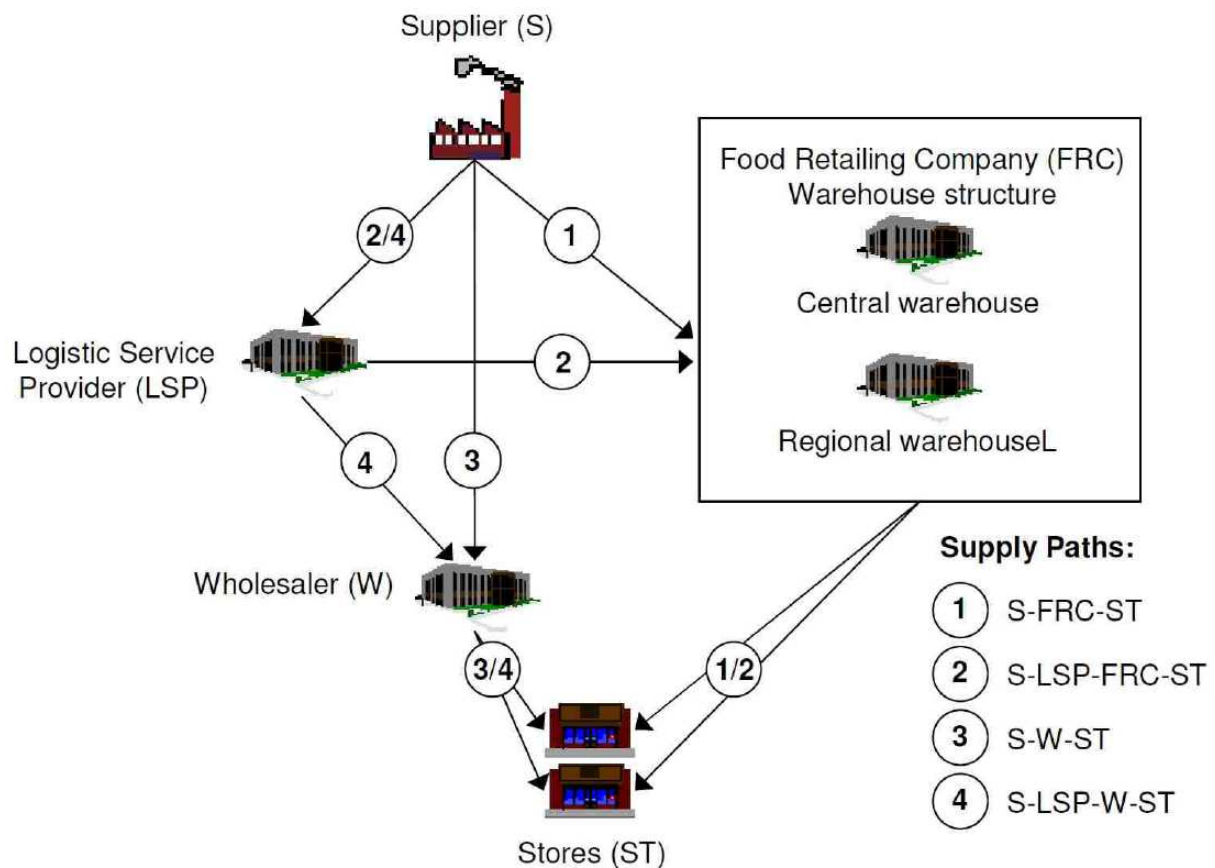 Supplier (S)
Food Retailing Company (FRC)
Warehouse structure
2/4
1
Central warehouse
Logistic Service
Provider (LSP)
2
Regional warehouseL
4
3
Supply Paths:
Wholesaler (W)
1 S-FRC-ST
3/4
1/2
2 S-LSP-FRC-ST
3 S-W-ST
4 S-LSP-W-ST
Stores (ST)